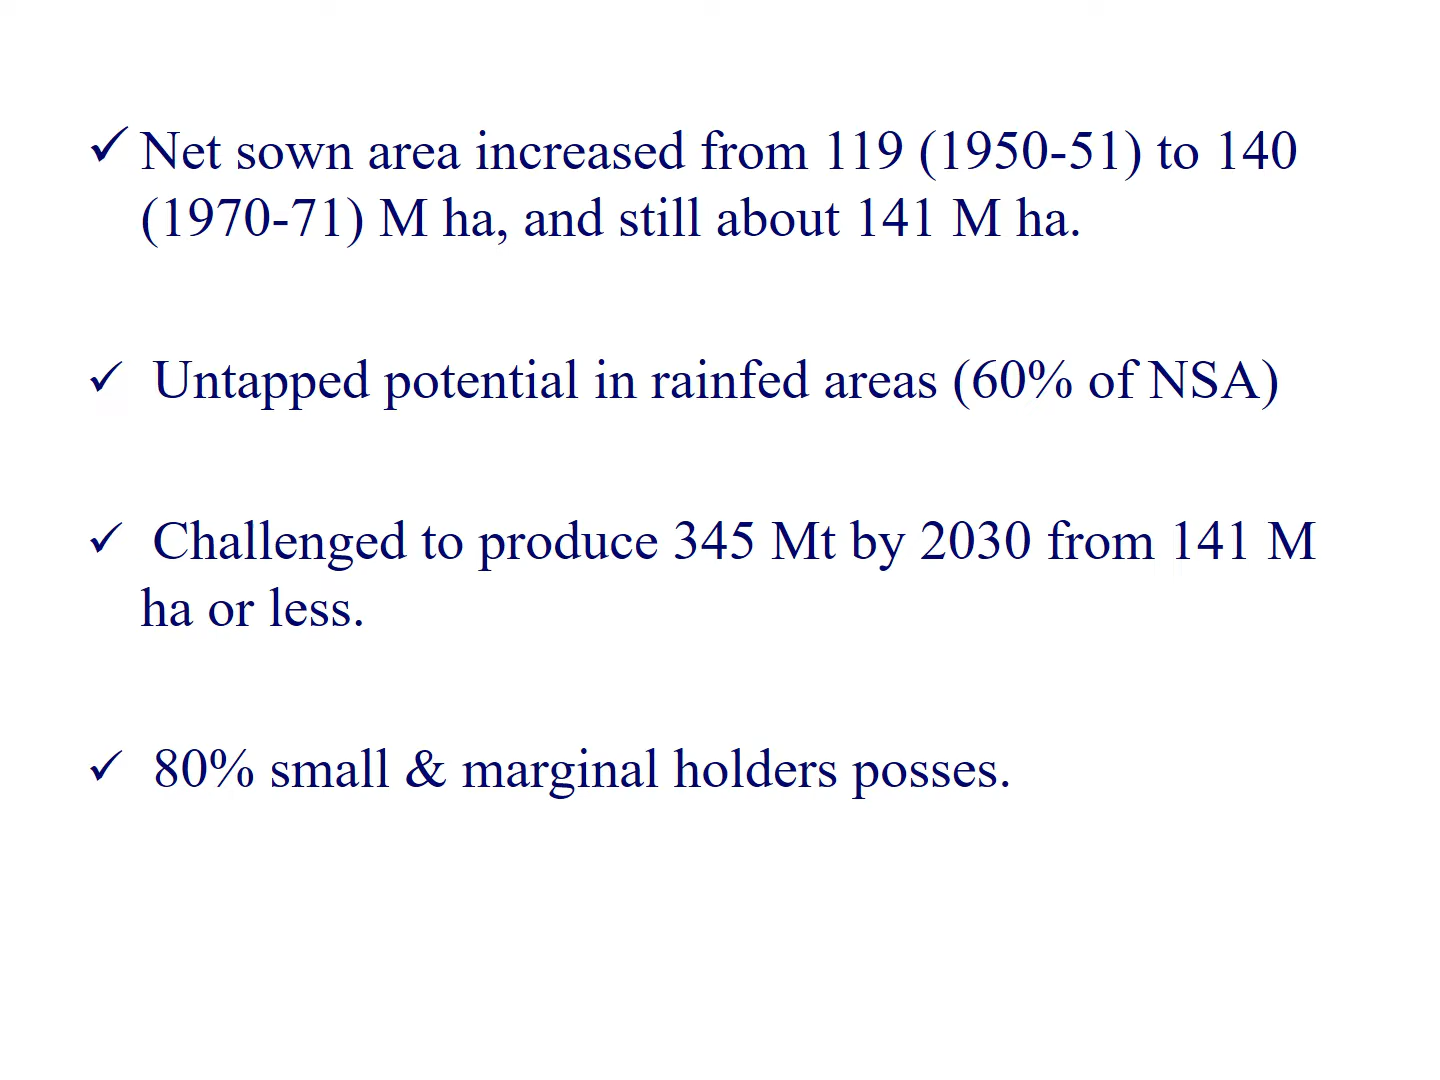 ✓ Net sown area increased from 119 (1950-51) to 140
(1970-71) M ha, and still about 141 M ha.
✓ Untapped potential in rainfed areas (60% of NSA)
✓ Challenged to produce 345 Mt by 2030 from 141 M
ha or less.
✓ 80% small & marginal holders posses.